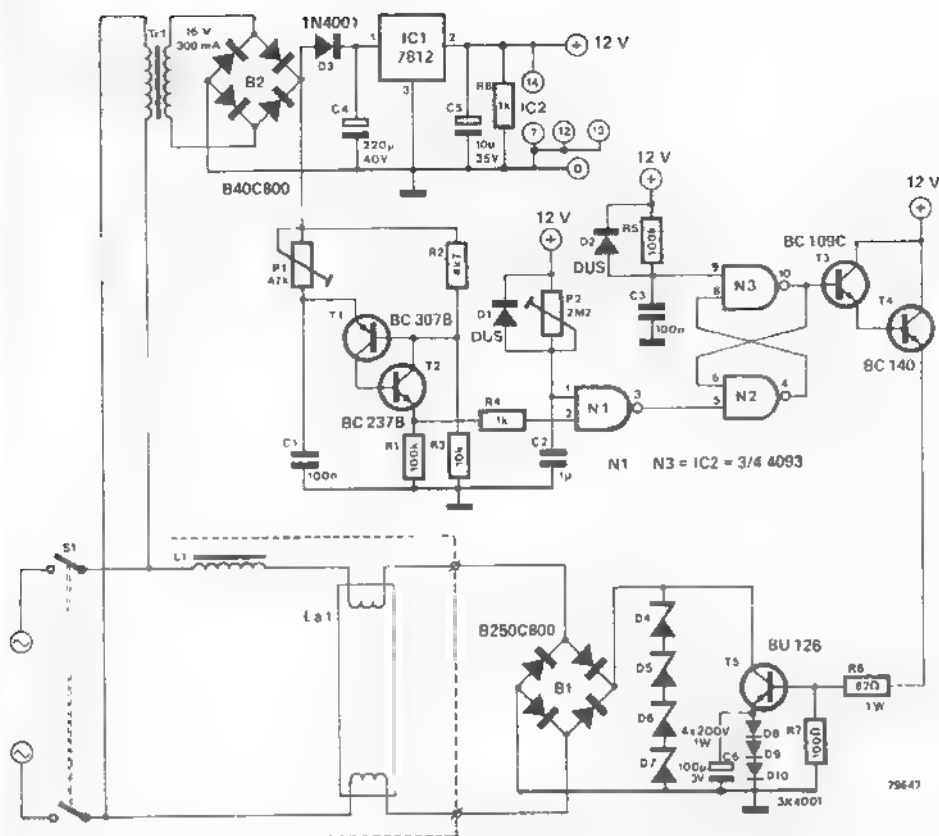 Tr1
16 V
300 mA
B2
B40C800
1N4001
D3
1
IC1
7812
2
3
C4
220µ
40V
C5
10µ
35V
R8
1k
IC2
14
7
12
13
+
12 V
0
P1
47k
R2
4k7
T1
BC 307B
T2
BC 237B
C1
100n
R1
100k
R3
10k
R4
1k
12 V
+
D1
DUS
P2
2M2
C2
1µ
1
2
N1
3
12 V
+
D2
DUS
R5
100k
C3
100n
9
8
N3
10
6
5
N2
4
N1 N3 = IC2 = 3/4 4093
BC 109C
T3
12 V
+
T4
BC 140
S1
L1
La1
B250C800
B1
D4
D5
D6
D7
4x200V
1W
BU 126
T5
C6
100µ
3V
D8
D9
D10
3x4001
R7
100Ω
R6
82Ω
1W
79647